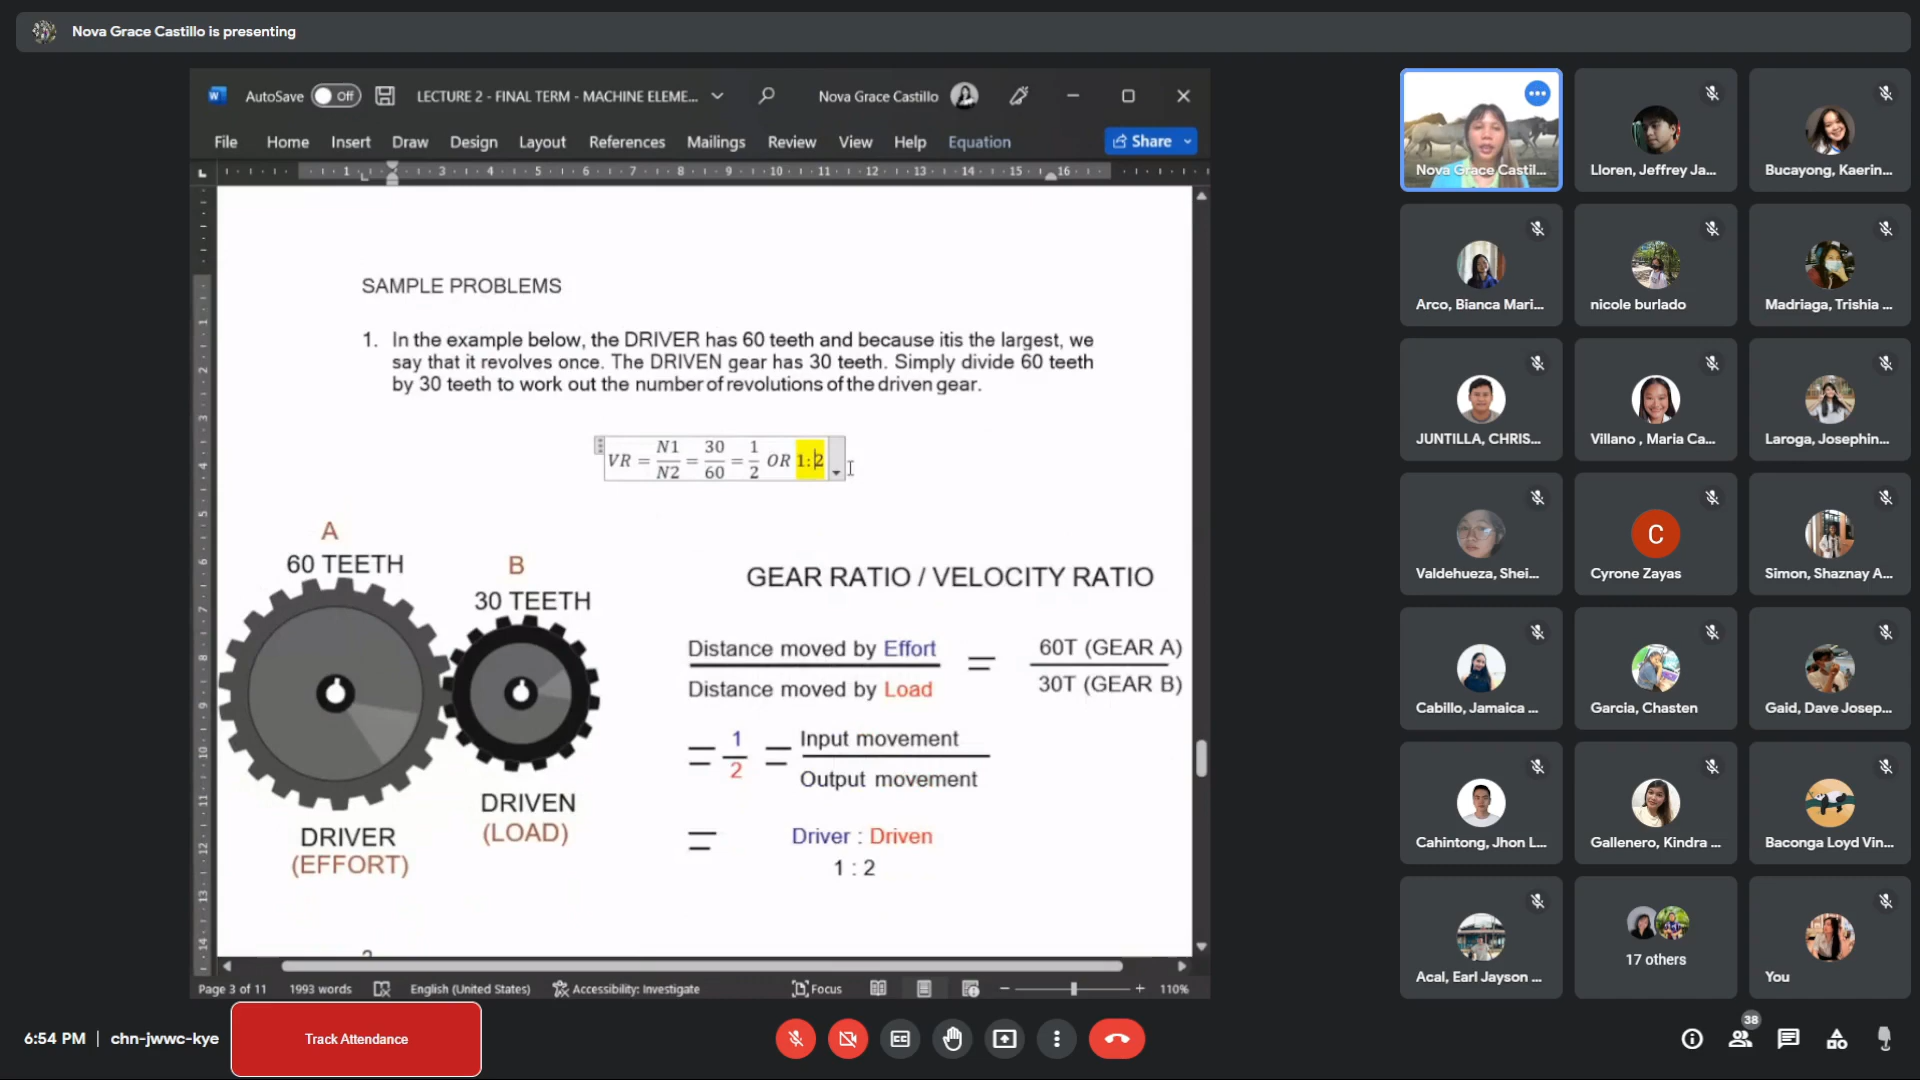 Nova Grace Castillo is presenting
AutoSave Off LECTURE 2 - FINAL TERM - MACHINE ELEME... Nova Grace Castillo
File Home Insert Draw Design Layout References Mailings Review View Help Equation Share
SAMPLE PROBLEMS
1. In the example below, the DRIVER has 60 teeth and because itis the largest, we
say that it revolves once. The DRIVEN gear has 30 teeth. Simply divide 60 teeth
by 30 teeth to work out the number of revolutions of the driven gear.
VR = N1/N2 = 30/60 = 1/2 OR 1:2
A
60 TEETH
B
30 TEETH
DRIVER
(EFFORT)
DRIVEN
(LOAD)
GEAR RATIO / VELOCITY RATIO
Distance moved by Effort
Distance moved by Load
=
60T (GEAR A)
30T (GEAR B)
= 1/2 =
Input movement
Output movement
= Driver : Driven
1 : 2
Page 3 of 11 1993 words English (United States) Accessibility: Investigate Focus 110%
Nova Grace Castil...
Lloren, Jeffrey Ja...
Bucayong, Kaerin...
Arco, Bianca Mari...
nicole burlado
Madriaga, Trishia ...
JUNTILLA, CHRIS...
Villano , Maria Ca...
Laroga, Josephin...
Valdehueza, Shei...
C
Cyrone Zayas
Simon, Shaznay A...
Cabillo, Jamaica ...
Garcia, Chasten
Gaid, Dave Josep...
Cahintong, Jhon L...
Gallenero, Kindra ...
Baconga Loyd Vin...
Acal, Earl Jayson ...
17 others
You
6:54 PM | chn-jwwc-kye
Track Attendance
38